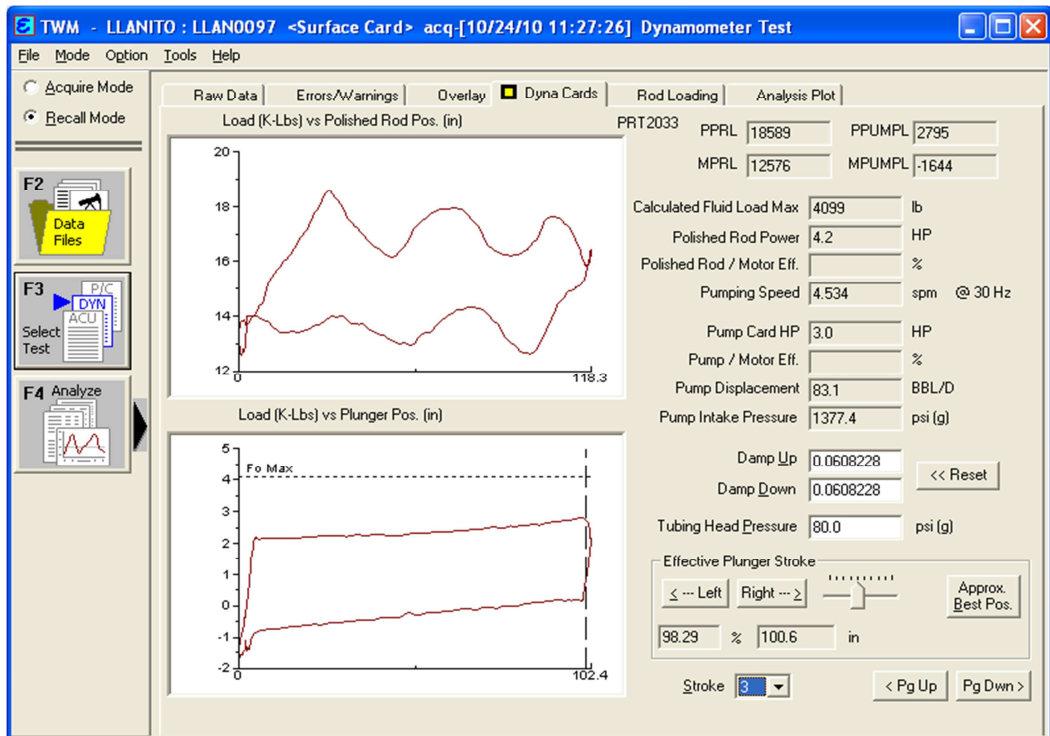 TWM - LLANITO : LLAN0097 <Surface Card> acq-[10/24/10 11:27:26] Dynamometer Test
File Mode Option Tools Help
Acquire Mode
Recall Mode
F2
Data
Files
F3
P/C
DYN
ACU
Select
Test
F4 Analyze
Raw Data Errors/Warnings Overlay Dyna Cards Rod Loading Analysis Plot
Load (K-Lbs) vs Polished Rod Pos. (in)
20
18
16
14
12
0 118.3
Load (K-Lbs) vs Plunger Pos. (in)
5
4
3
2
1
0
-1
-2
Fo Max
0 102.4
PRT2033 PPRL 18589 PPUMPL 2795
MPRL 12576 MPUMPL -1644
Calculated Fluid Load Max 4099 lb
Polished Rod Power 4.2 HP
Polished Rod / Motor Eff. %
Pumping Speed 4.534 spm @ 30 Hz
Pump Card HP 3.0 HP
Pump / Motor Eff. %
Pump Displacement 83.1 BBL/D
Pump Intake Pressure 1377.4 psi (g)
Damp Up 0.0608228
Damp Down 0.0608228
<< Reset
Tubing Head Pressure 80.0 psi (g)
Effective Plunger Stroke
< --- Left Right --- >
Approx.
Best Pos.
98.29 % 100.6 in
Stroke 3 < Pg Up Pg Dwn >